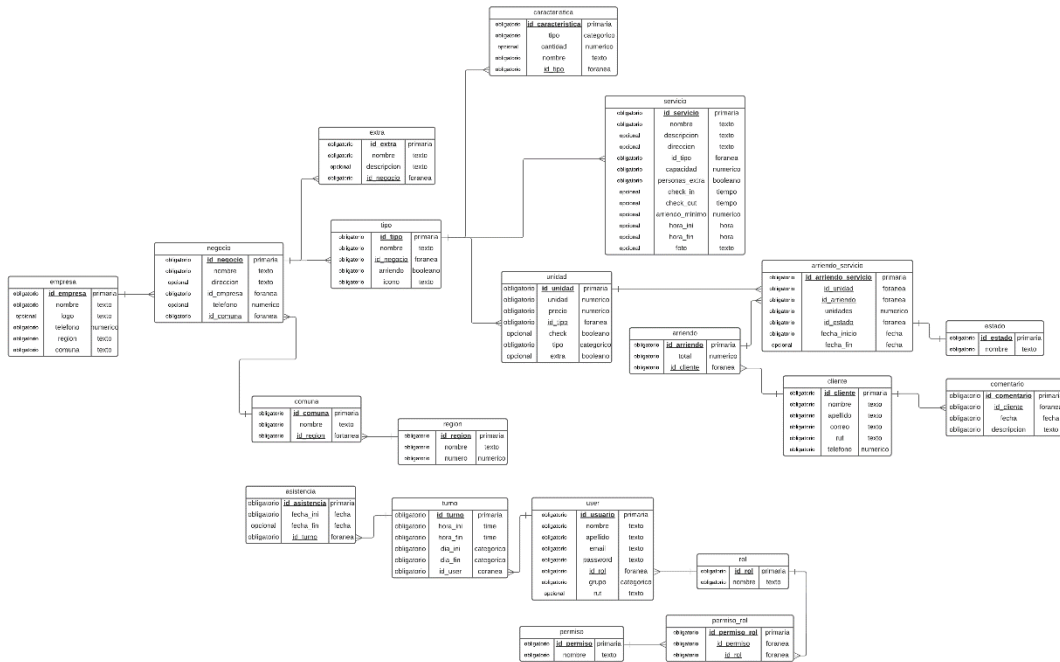 caracteristica
obligatorio id_caracteristica primaria
obligatorio tipo categorico
opcional cantidad numerico
obligatorio nombre texto
obligatorio id_tipo foranea
servicio
obligatorio id_servicio primaria
obligatorio nombre texto
opcional descripcion texto
opcional direccion texto
obligatorio id_tipo foranea
obligatorio capacidad numerico
obligatorio personas_extra booleano
opcional check_in tiempo
opcional check_out tiempo
opcional arriendo_minimo numerico
opcional hora_ini hora
opcional hora_fin hora
opcional foto texto
extra
obligatorio id_extra primaria
obligatorio nombre texto
opcional descripcion texto
obligatorio id_negocio foranea
tipo
obligatorio id_tipo primaria
obligatorio nombre texto
obligatorio id_negocio foranea
obligatorio arriendo booleano
obligatorio icono texto
negocio
obligatorio id_negocio primaria
obligatorio nombre texto
opcional direccion texto
obligatorio id_empresa foranea
obligatorio telefono numerico
obligatorio id_comuna foranea
empresa
obligatorio id_empresa primaria
obligatorio nombre texto
opcional logo texto
obligatorio telefono numerico
obligatorio region texto
obligatorio comuna texto
unidad
obligatorio id_unidad primaria
obligatorio unidad numerico
obligatorio precio numerico
obligatorio id_tipo foranea
opcional check booleano
obligatorio tipo categorico
opcional extra booleano
arriendo_servicio
obligatorio id_arriendo_servicio primaria
obligatorio id_unidad foranea
obligatorio id_arriendo foranea
obligatorio unidades numerico
obligatorio id_estado foranea
obligatorio fecha_inicio fecha
opcional fecha_fin fecha
estado
obligatorio id_estado primaria
obligatorio nombre texto
arriendo
obligatorio id_arriendo primaria
obligatorio total numerico
obligatorio id_cliente foranea
cliente
obligatorio id_cliente primaria
obligatorio nombre texto
obligatorio apellido texto
obligatorio correo texto
obligatorio rut texto
obligatorio telefono numerico
comentario
obligatorio id_comentario primaria
obligatorio id_cliente foranea
obligatorio fecha fecha
obligatorio descripcion texto
comuna
obligatorio id_comuna primaria
obligatorio nombre texto
obligatorio id_region foranea
region
obligatorio id_region primaria
obligatorio nombre texto
obligatorio numero numerico
asistencia
obligatorio id_asistencia primaria
obligatorio fecha_ini fecha
opcional fecha_fin fecha
obligatorio id_turno foranea
turno
obligatorio id_turno primaria
obligatorio hora_ini time
obligatorio hora_fin time
obligatorio dia_ini categorico
obligatorio dia_fin categorico
obligatorio id_user
user
obligatorio id_usuario primaria
obligatorio nombre texto
obligatorio apellido texto
obligatorio email texto
obligatorio password texto
obligatorio id_rol foranea
obligatorio grupo categorico
opcional rut texto
rol
obligatorio id_rol primaria
obligatorio nombre texto
permiso_rol
obligatorio id_permiso_rol primaria
obligatorio id_permiso foranea
obligatorio id_rol foranea
permiso
obligatorio id_permiso primaria
obligatorio nombre texto